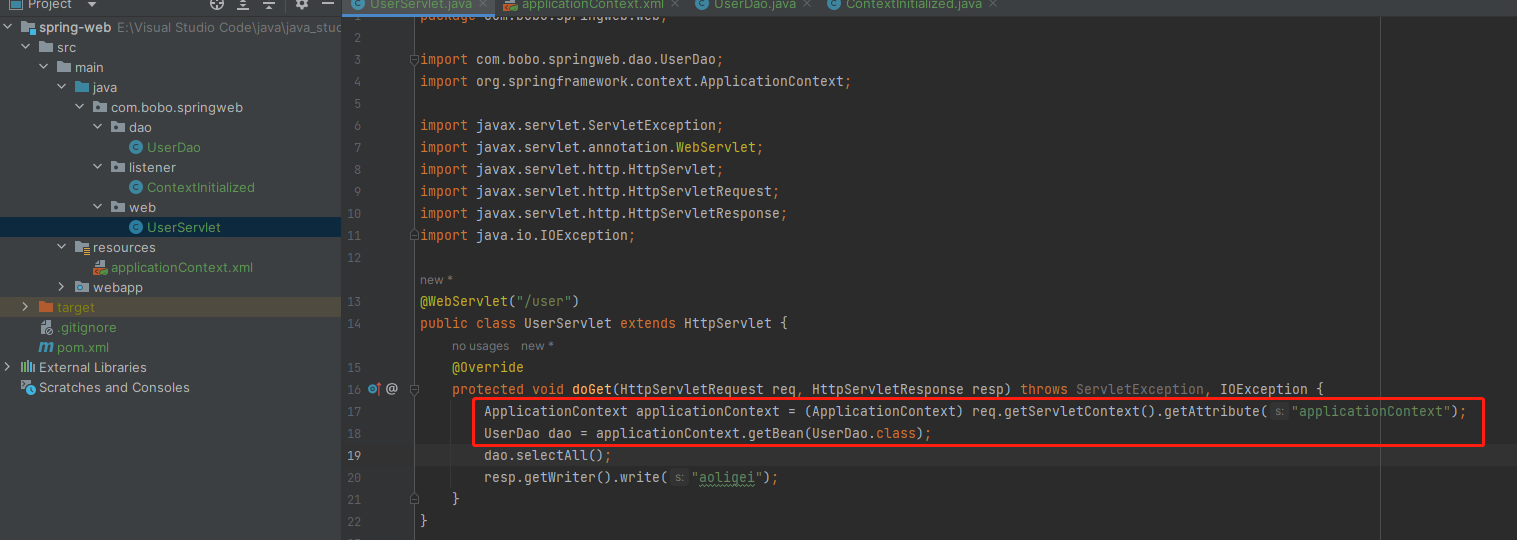 Project
UserServlet.java
applicationContext.xml
UserDao.java
ContextInitialized.java
spring-web E:\Visual Studio Code\java\java_stud
src
main
java
com.bobo.springweb
dao
UserDao
listener
ContextInitialized
web
UserServlet
resources
applicationContext.xml
webapp
target
.gitignore
pom.xml
External Libraries
Scratches and Consoles
1 package com.bobo.springweb.web;
2
3 import com.bobo.springweb.dao.UserDao;
4 import org.springframework.context.ApplicationContext;
5
6 import javax.servlet.ServletException;
7 import javax.servlet.annotation.WebServlet;
8 import javax.servlet.http.HttpServlet;
9 import javax.servlet.http.HttpServletRequest;
10 import javax.servlet.http.HttpServletResponse;
11 import java.io.IOException;
12
new *
13 @WebServlet("/user")
14 public class UserServlet extends HttpServlet {
no usages new *
15 @Override
16 @ protected void doGet(HttpServletRequest req, HttpServletResponse resp) throws ServletException, IOException {
17 ApplicationContext applicationContext = (ApplicationContext) req.getServletContext().getAttribute( s: "applicationContext");
18 UserDao dao = applicationContext.getBean(UserDao.class);
19 dao.selectAll();
20 resp.getWriter().write( s: "aoligei");
21 }
22 }